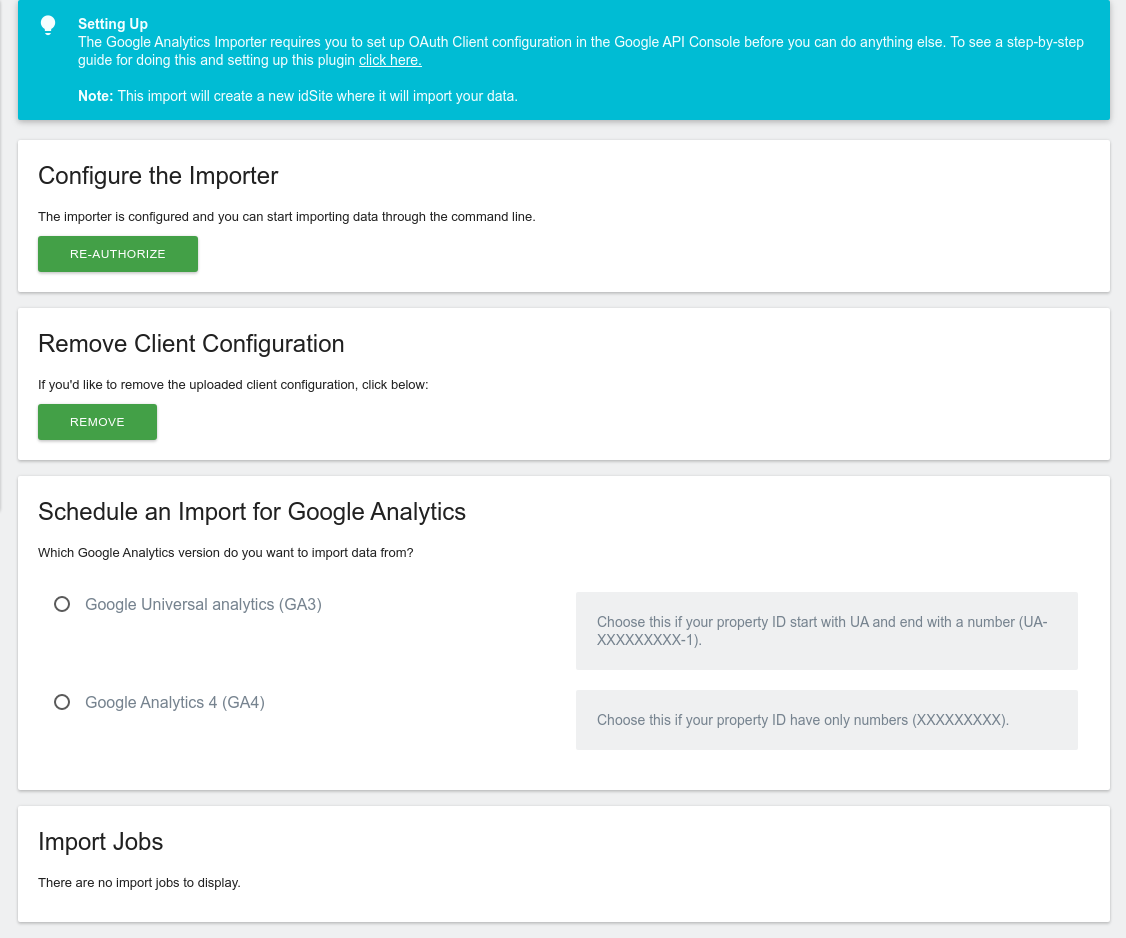 Setting Up
The Google Analytics Importer requires you to set up OAuth Client configuration in the Google API Console before you can do anything else. To see a step-by-step
guide for doing this and setting up this plugin click here.
Note: This import will create a new idSite where it will import your data.
Configure the Importer
The importer is configured and you can start importing data through the command line.
RE-AUTHORIZE
Remove Client Configuration
If you'd like to remove the uploaded client configuration, click below:
REMOVE
Schedule an Import for Google Analytics
Which Google Analytics version do you want to import data from?
Google Universal analytics (GA3)
Choose this if your property ID start with UA and end with a number (UA-
XXXXXXXXX-1).
Google Analytics 4 (GA4)
Choose this if your property ID have only numbers (XXXXXXXXX).
Import Jobs
There are no import jobs to display.